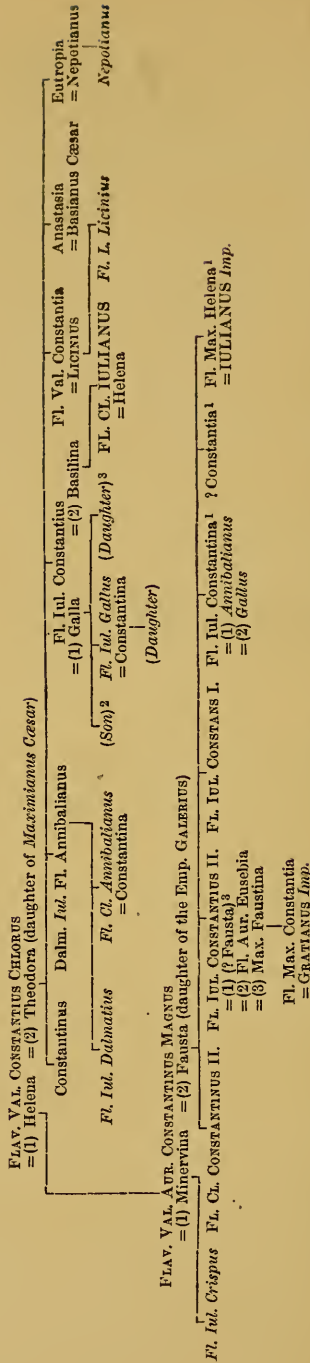 FLAV. VAL. CONSTANTIUS CHLORUS
=(1) Helena =(2) Theodora (daughter of Maximianus Cæsar)
Constantinus Dalm. Iul. Fl. Annibalianus Fl. Iul. Constantius Fl. Val. Constantia Anastasia Eutropia
=(1) Galla =(2) Basilina =LICINIUS =Basianus Cæsar =Nepotianus
Fl. Iul. Dalmatius Fl. Cl. Annibalianus (Son)2 Fl. Iul. Gallus (Daughter)3 FL. CL. IULIANUS Fl. L. Licinius Nepotianus
=Constantina =Constantina =Helena
(Daughter)
FLAV. VAL. AUR. CONSTANTINUS MAGNUS
=(1) Minervina =(2) Fausta (daughter of the Emp. GALERIUS)
Fl. Iul. Crispus FL. CL. CONSTANTINUS II. FL. IUL. CONSTANTIUS II. FL. IUL. CONSTANS I. Fl. Iul. Constantina1 ? Constantia1 Fl. Max. Helena1
=(1) (? Fausta)3 =(1) Annibalianus =IULIANUS Imp.
=(2) Fl. Aur. Eusebia =(2) Gallus
=(3) Max. Faustina
Fl. Max. Constantia
=GRATIANUS Imp.